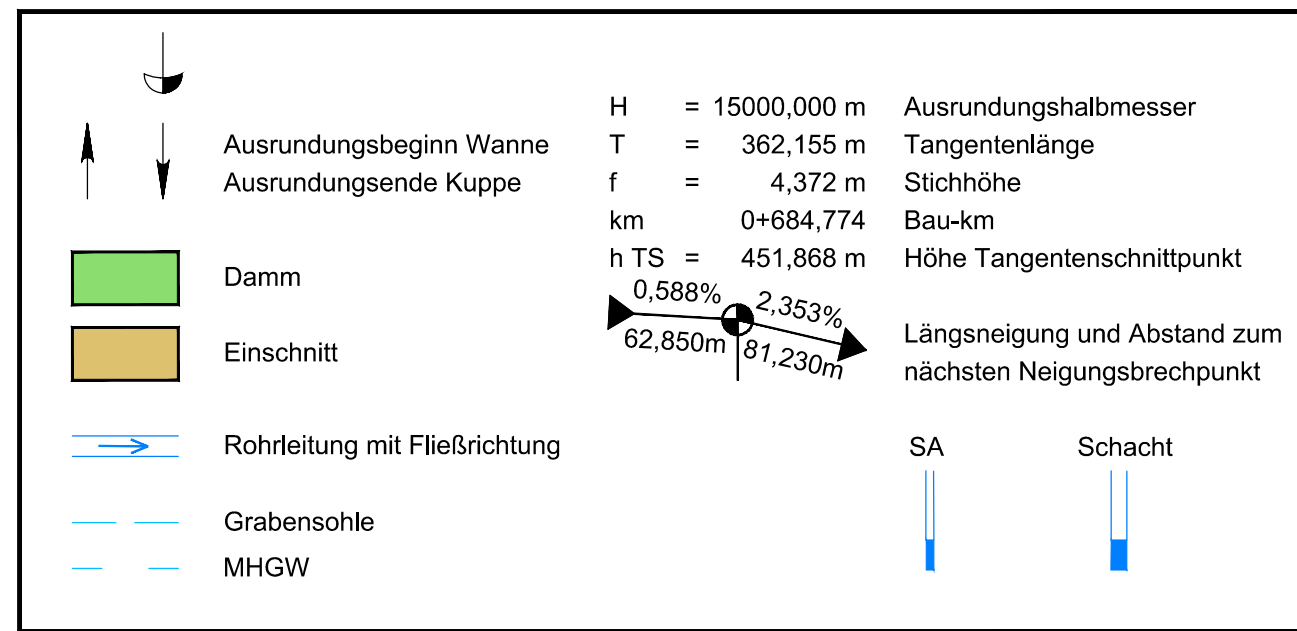 Ausrundungsbeginn Wanne
Ausrundungsende Kuppe
Damm
Einschnitt
Rohrleitung mit Fließrichtung
Grabensohle
MHGW
H = 15000,000 m Ausrundungshalbmesser
T = 362,155 m Tangentenlänge
f = 4,372 m Stichhöhe
km 0+684,774 Bau-km
h TS = 451,868 m Höhe Tangentenschnittpunkt
0,588% 2,353%
62,850m 81,230m
Längsneigung und Abstand zum
nächsten Neigungsbrechpunkt
SA Schacht